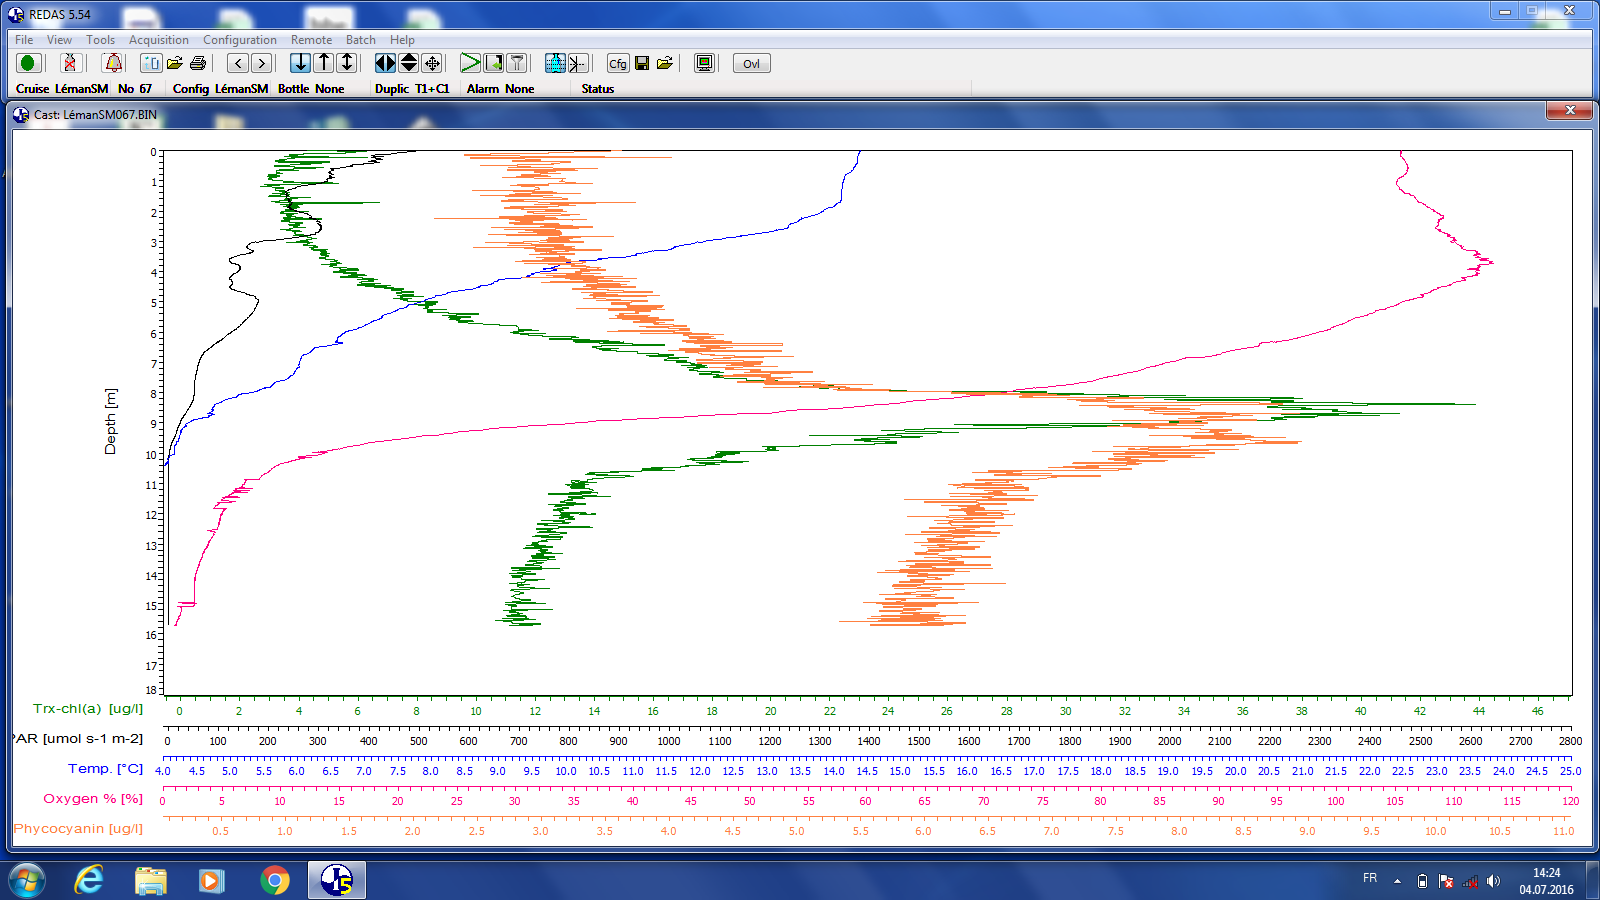 REDAS 5.54
File View Tools Acquisition Configuration Remote Batch Help
Cfg Ovl
Cruise LémanSM No 67 Config LémanSM Bottle None Duplic T1+C1 Alarm None Status
Cast: LémanSM067.BIN
0
1
2
3
4
5
6
7
8
9
10
11
12
13
14
15
16
17
18
Depth [m]
Trx-chl(a) [ug/l] 0 2 4 6 8 10 12 14 16 18 20 22 24 26 28 30 32 34 36 38 40 42 44 46
PAR [umol s-1 m-2] 0 100 200 300 400 500 600 700 800 900 1000 1100 1200 1300 1400 1500 1600 1700 1800 1900 2000 2100 2200 2300 2400 2500 2600 2700 2800
Temp. [°C] 4.0 4.5 5.0 5.5 6.0 6.5 7.0 7.5 8.0 8.5 9.0 9.5 10.0 10.5 11.0 11.5 12.0 12.5 13.0 13.5 14.0 14.5 15.0 15.5 16.0 16.5 17.0 17.5 18.0 18.5 19.0 19.5 20.0 20.5 21.0 21.5 22.0 22.5 23.0 23.5 24.0 24.5 25.0
Oxygen % [%] 0 5 10 15 20 25 30 35 40 45 50 55 60 65 70 75 80 85 90 95 100 105 110 115 120
Phycocyanin [ug/l] 0.5 1.0 1.5 2.0 2.5 3.0 3.5 4.0 4.5 5.0 5.5 6.0 6.5 7.0 7.5 8.0 8.5 9.0 9.5 10.0 10.5 11.0
FR
14:24
04.07.2016